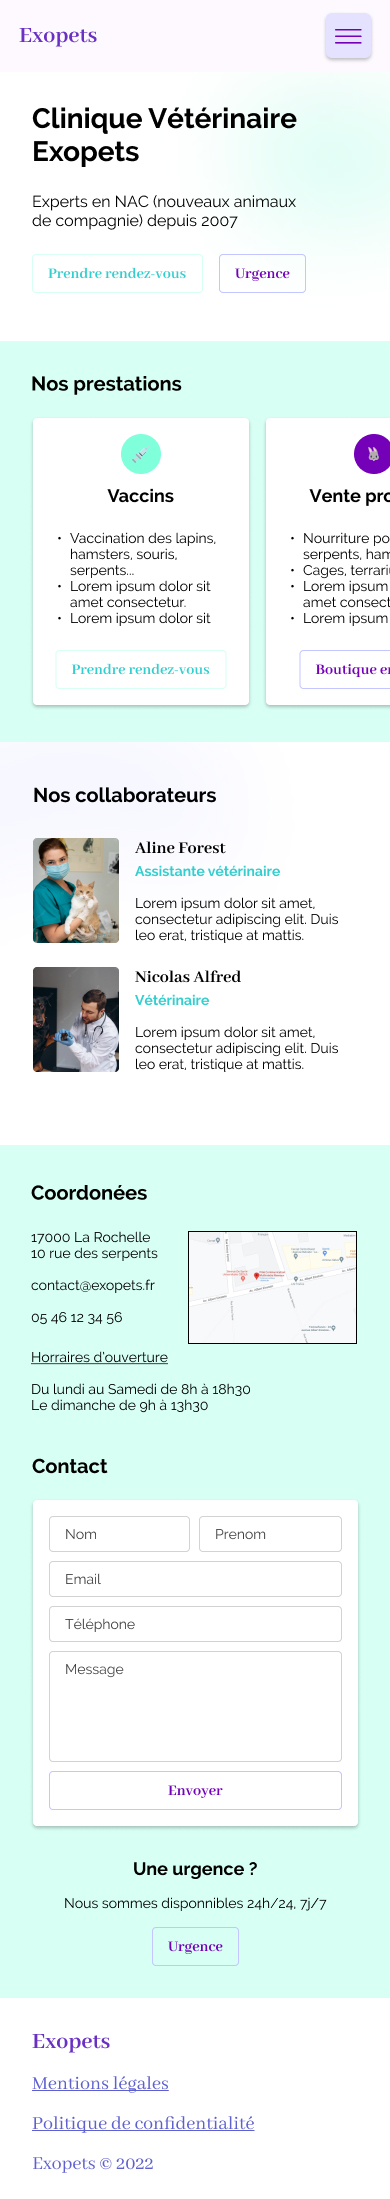 Exopets
Clinique Vétérinaire
Exopets
Experts en NAC (nouveaux animaux
de compagnie) depuis 2007
Prendre rendez-vous
Urgence
Nos prestations
Vaccins
• Vaccination des lapins,
hamsters, souris,
serpents...
• Lorem ipsum dolor sit
amet consectetur.
• Lorem ipsum dolor sit
Prendre rendez-vous
Vente pro
• Nourriture po
serpents, ham
• Cages, terrari
• Lorem ipsum
amet consect
• Lorem ipsum
Boutique e
Nos collaborateurs
Aline Forest
Assistante vétérinaire
Lorem ipsum dolor sit amet,
consectetur adipiscing elit. Duis
leo erat, tristique at mattis.
Nicolas Alfred
Vétérinaire
Lorem ipsum dolor sit amet,
consectetur adipiscing elit. Duis
leo erat, tristique at mattis.
Coordonées
17000 La Rochelle
10 rue des serpents
contact@exopets.fr
05 46 12 34 56
Horraires d'ouverture
Du lundi au Samedi de 8h à 18h30
Le dimanche de 9h à 13h30
Contact
Nom
Prenom
Email
Téléphone
Message
Envoyer
Une urgence ?
Nous sommes disponnibles 24h/24, 7j/7
Urgence
Exopets
Mentions légales
Politique de confidentialité
Exopets © 2022